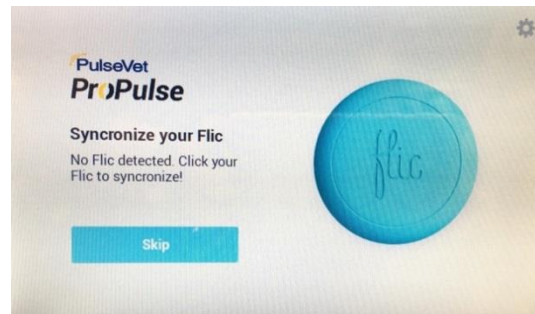 PulseVet
ProPulse
Syncronize your Flic
No Flic detected. Click your
Flic to syncronize!
Skip
flic